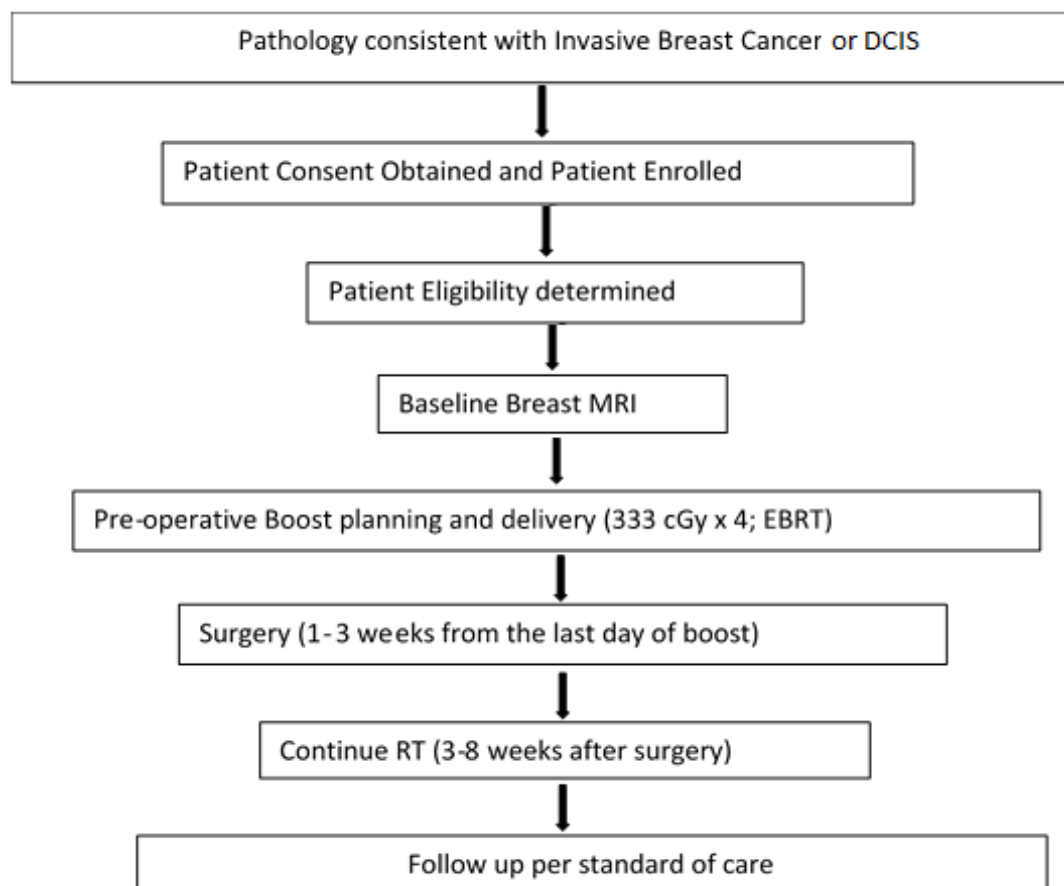 Pathology consistent with Invasive Breast Cancer or DCIS
Patient Consent Obtained and Patient Enrolled
Patient Eligibility determined
Baseline Breast MRI
Pre-operative Boost planning and delivery (333 cGy x 4; EBRT)
Surgery (1-3 weeks from the last day of boost)
Continue RT (3-8 weeks after surgery)
Follow up per standard of care